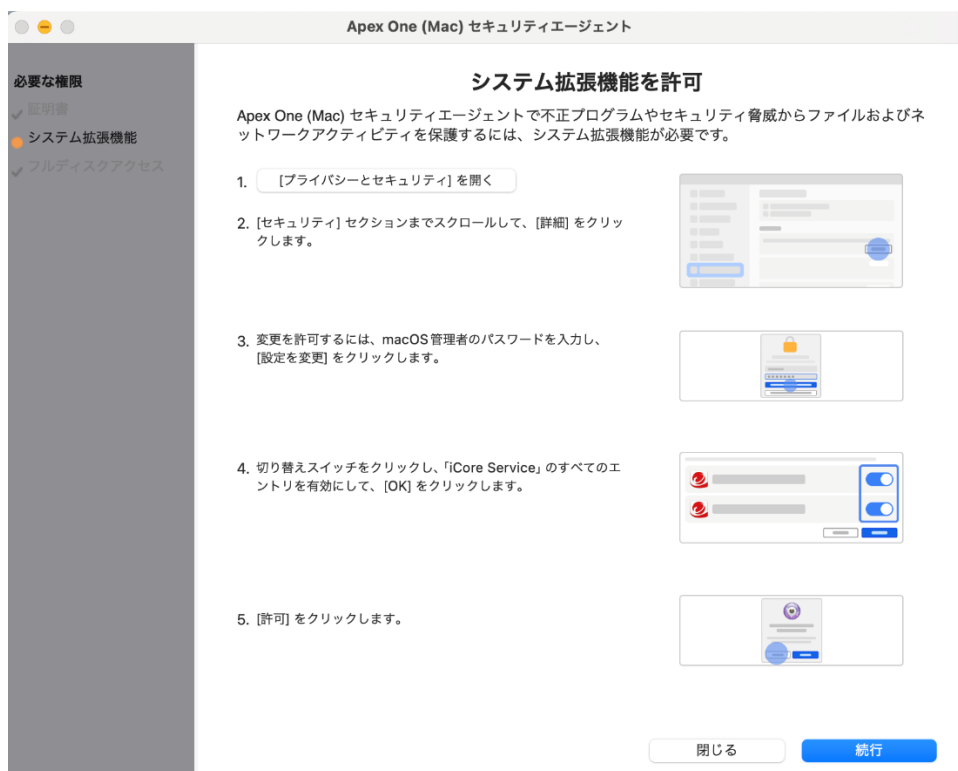 Apex One (Mac) セキュリティエージェント
必要な権限
証明書
システム拡張機能
フルディスクアクセス
システム拡張機能を許可
Apex One (Mac) セキュリティエージェントで不正プログラムやセキュリティ脅威からファイルおよびネ
ットワークアクティビティを保護するには、システム拡張機能が必要です。
1. [プライバシーとセキュリティ] を開く
2. [セキュリティ] セクションまでスクロールして、[詳細] をクリッ
クします。
3. 変更を許可するには、macOS 管理者のパスワードを入力し、
[設定を変更] をクリックします。
4. 切り替えスイッチをクリックし、「iCore Service」のすべてのエ
ントリを有効にして、[OK] をクリックします。
5. [許可] をクリックします。
閉じる
続行